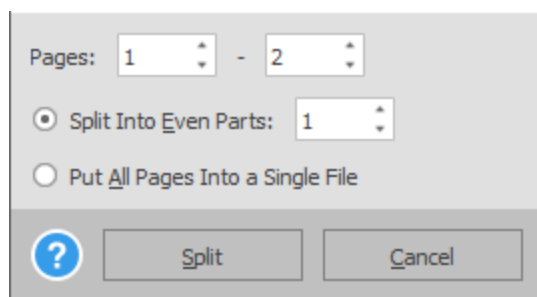 Pages: 1 - 2
Split Into Even Parts: 1
Put All Pages Into a Single File
? Split Cancel